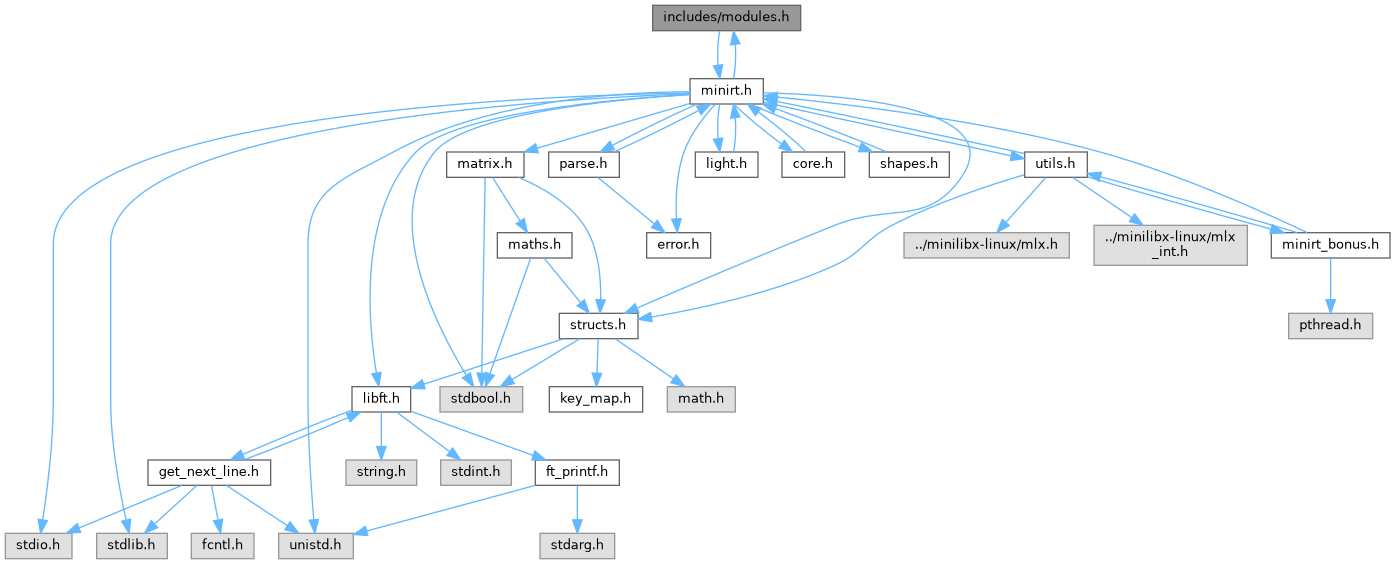 includes/modules.h
minirt.h
matrix.h
parse.h
light.h
core.h
shapes.h
utils.h
maths.h
error.h
../minilibx-linux/mlx.h
../minilibx-linux/mlx
_int.h
minirt_bonus.h
structs.h
pthread.h
libft.h
stdbool.h
key_map.h
math.h
get_next_line.h
string.h
stdint.h
ft_printf.h
stdio.h
stdlib.h
fcntl.h
unistd.h
stdarg.h